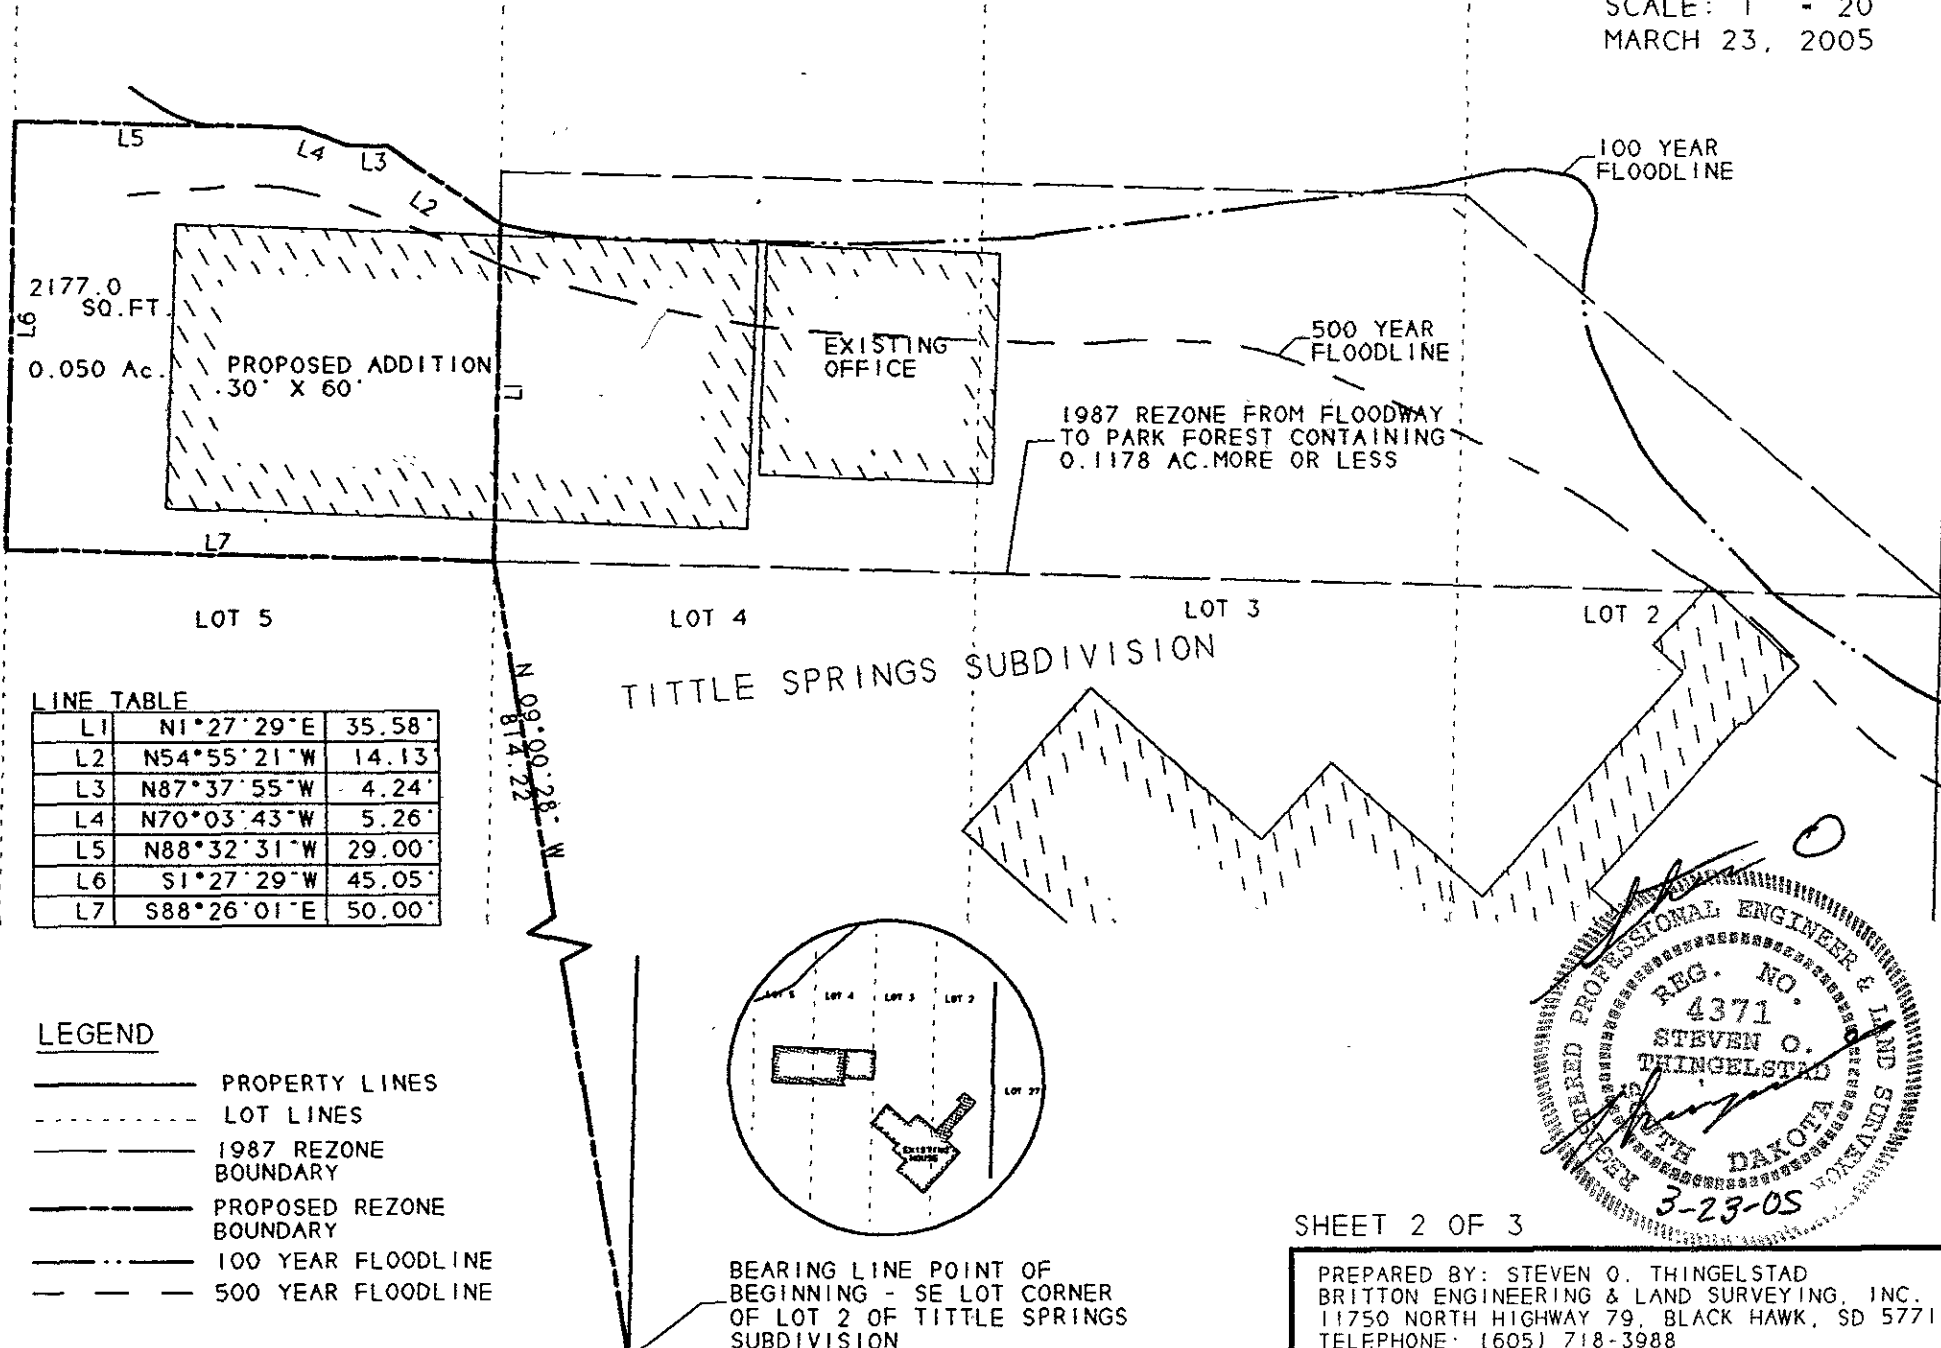 SCALE: 1" - 20
MARCH 23, 2005
L5
L4
L3
L2
100 YEAR
FLOODLINE
2177.0
SQ.FT.
L6
0.050 Ac.
PROPOSED ADDITION
30' X 60'
L1
EXISTING
OFFICE
500 YEAR
FLOODLINE
1987 REZONE FROM FLOODWAY
TO PARK FOREST CONTAINING
0.1178 AC.MORE OR LESS
L7
LOT 5
LOT 4
LOT 3
LOT 2
TITTLE SPRINGS SUBDIVISION
N 09°00'28" W
814.22
LINE TABLE
L1 N1°27'29"E 35.58'
L2 N54°55'21"W 14.13
L3 N87°37'55"W 4.24'
L4 N70°03'43"W 5.26'
L5 N88°32'31"W 29.00'
L6 S1°27'29"W 45.05'
L7 S88°26'01"E 50.00'
LEGEND
PROPERTY LINES
LOT LINES
1987 REZONE
BOUNDARY
PROPOSED REZONE
BOUNDARY
100 YEAR FLOODLINE
500 YEAR FLOODLINE
LOT 5 LOT 4 LOT 3 LOT 2
LOT 27
EXISTING
HOUSE
BEARING LINE POINT OF
BEGINNING - SE LOT CORNER
OF LOT 2 OF TITTLE SPRINGS
SUBDIVISION
REGISTERED PROFESSIONAL ENGINEER & LAND SURVEYOR
REG. NO.
4371
STEVEN O.
THINGELSTAD
SOUTH DAKOTA
3-23-05
SHEET 2 OF 3
PREPARED BY: STEVEN O. THINGELSTAD
BRITTON ENGINEERING & LAND SURVEYING, INC.
11750 NORTH HIGHWAY 79, BLACK HAWK, SD 5771
TELEPHONE: (605) 718-3988